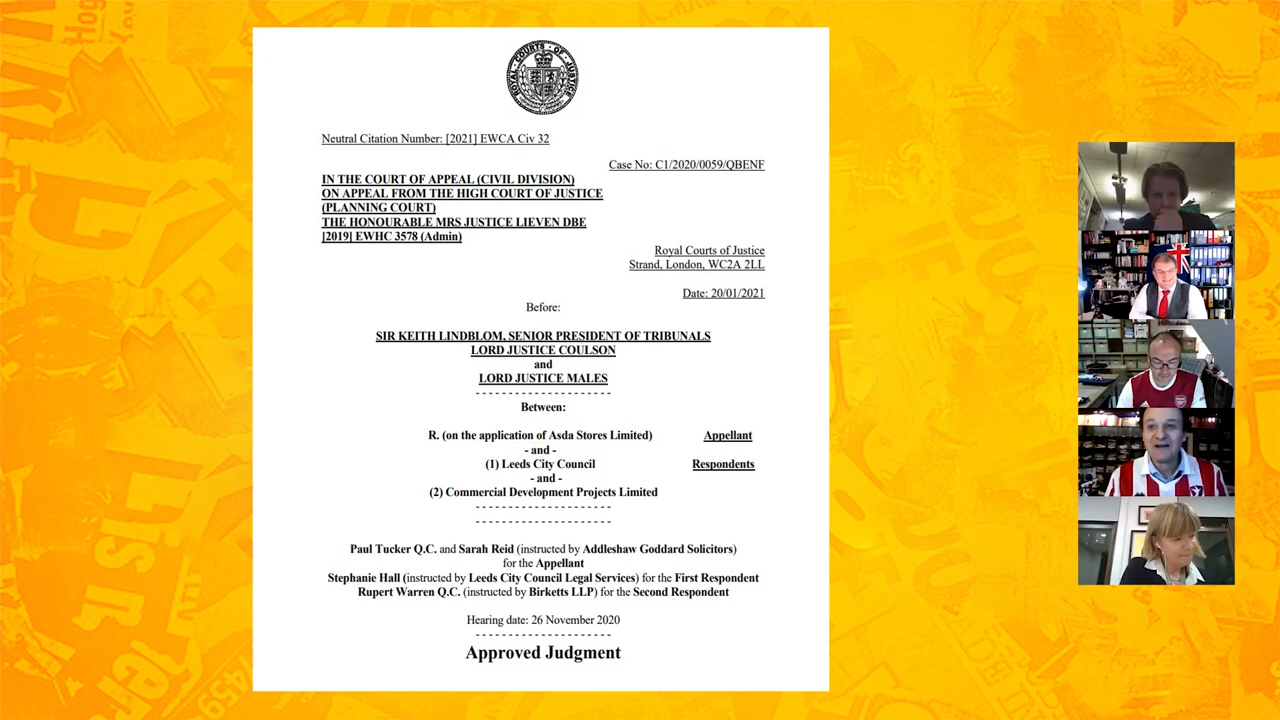 ROYAL COURTS OF JUSTICE
Neutral Citation Number: [2021] EWCA Civ 32
Case No: C1/2020/0059/QBENF
IN THE COURT OF APPEAL (CIVIL DIVISION)
ON APPEAL FROM THE HIGH COURT OF JUSTICE
(PLANNING COURT)
THE HONOURABLE MRS JUSTICE LIEVEN DBE
[2019] EWHC 3578 (Admin)
Royal Courts of Justice
Strand, London, WC2A 2LL
Date: 20/01/2021
Before:
SIR KEITH LINDBLOM, SENIOR PRESIDENT OF TRIBUNALS
LORD JUSTICE COULSON
and
LORD JUSTICE MALES
- - - - - - - - - - - - - - - - - - - - -
Between:
R. (on the application of Asda Stores Limited) Appellant
- and -
(1) Leeds City Council Respondents
- and -
(2) Commercial Development Projects Limited
- - - - - - - - - - - - - - - - - - - - -
- - - - - - - - - - - - - - - - - - - - -
Paul Tucker Q.C. and Sarah Reid (instructed by Addleshaw Goddard Solicitors)
for the Appellant
Stephanie Hall (instructed by Leeds City Council Legal Services) for the First Respondent
Rupert Warren Q.C. (instructed by Birketts LLP) for the Second Respondent
Hearing date: 26 November 2020
- - - - - - - - - - - - - - - - - - - - -
Approved Judgment